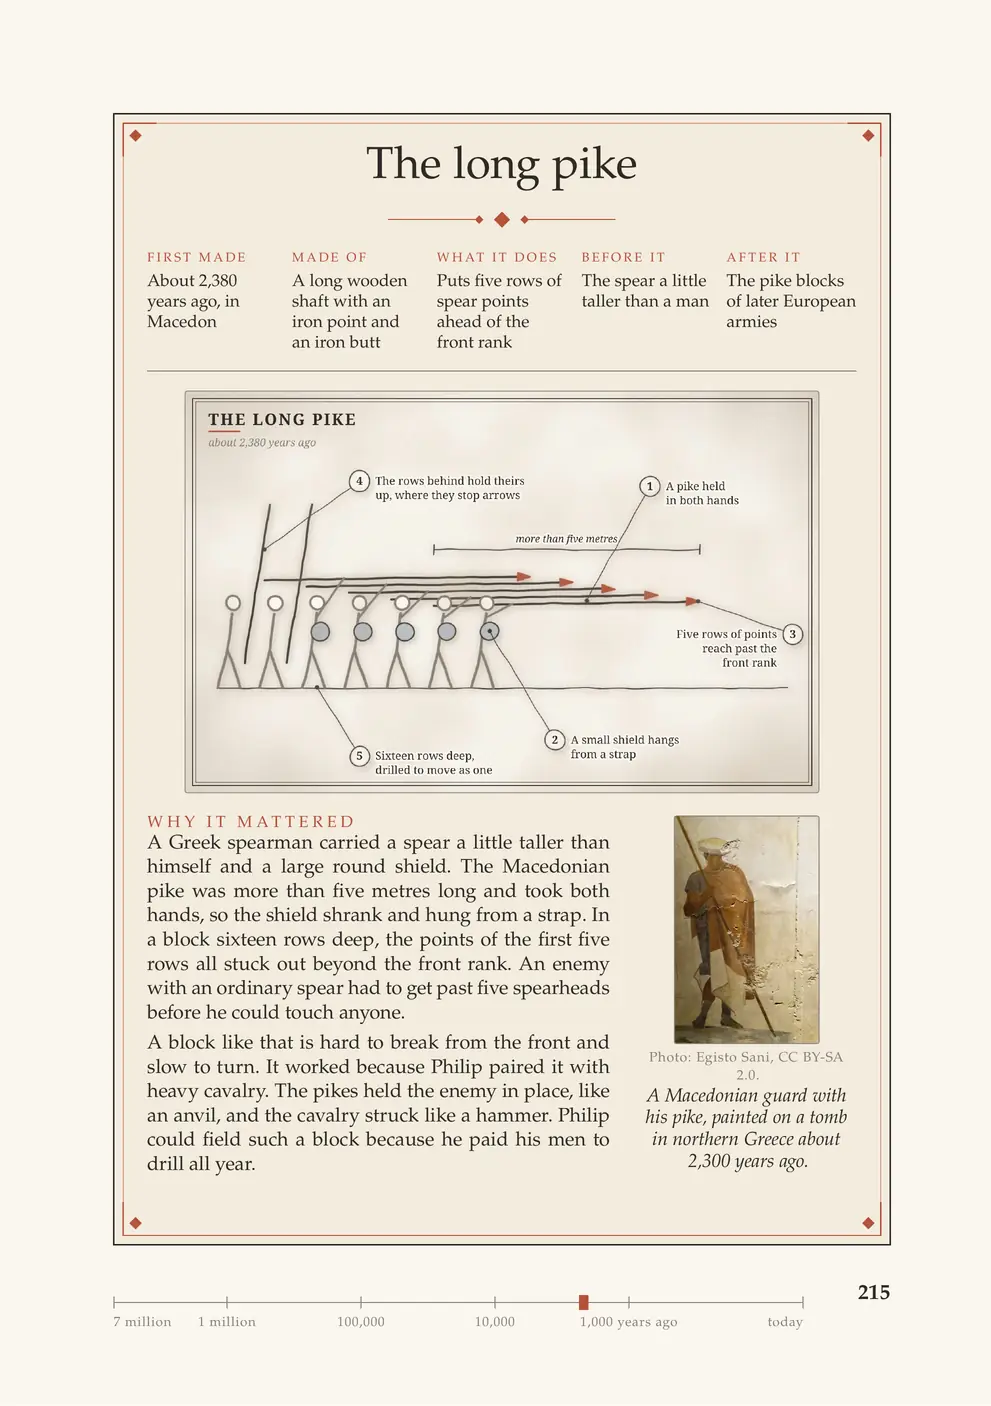 The long pike
FIRST MADE
About 2,380
years ago, in
Macedon
MADE OF
A long wooden
shaft with an
iron point and
an iron butt
WHAT IT DOES
Puts five rows of
spear points
ahead of the
front rank
BEFORE IT
The spear a little
taller than a man
AFTER IT
The pike blocks
of later European
armies
THE LONG PIKE
about 2,380 years ago
4
The rows behind hold theirs
up, where they stop arrows
1
A pike held
in both hands
more than five metres
Five rows of points
reach past the
front rank
3
2
A small shield hangs
from a strap
5
Sixteen rows deep,
drilled to move as one
WHY IT MATTERED
A Greek spearman carried a spear a little taller than
himself and a large round shield. The Macedonian
pike was more than five metres long and took both
hands, so the shield shrank and hung from a strap. In
a block sixteen rows deep, the points of the first five
rows all stuck out beyond the front rank. An enemy
with an ordinary spear had to get past five spearheads
before he could touch anyone.
A block like that is hard to break from the front and
slow to turn. It worked because Philip paired it with
heavy cavalry. The pikes held the enemy in place, like
an anvil, and the cavalry struck like a hammer. Philip
could field such a block because he paid his men to
drill all year.
Photo: Egisto Sani, CC BY-SA
2.0.
A Macedonian guard with
his pike, painted on a tomb
in northern Greece about
2,300 years ago.
215
7 million
1 million
100,000
10,000
1,000 years ago
today